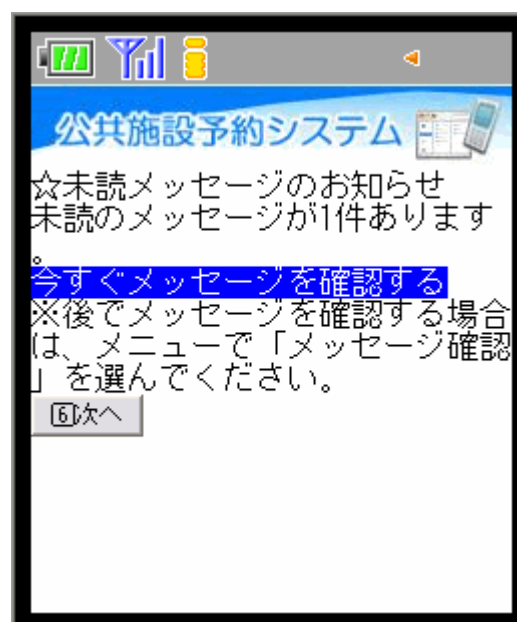 公共施設予約システム
☆未読メッセージのお知らせ
未読のメッセージが1件あります
。
今すぐメッセージを確認する
※後でメッセージを確認する場合
は、メニューで「メッセージ確認
」を選んでください。
6次へ